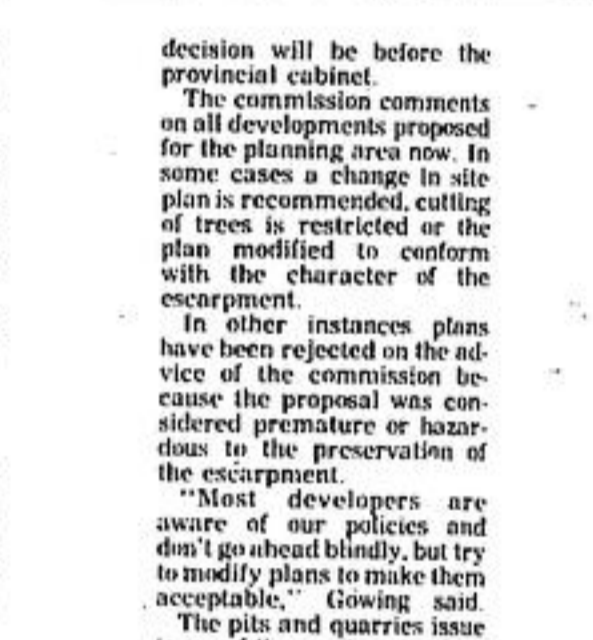 decision will be before the
provincial cabinet.
The commission comments
on all developments proposed
for the planning area now. In
some cases a change in site
plan is recommended, cutting
of trees is restricted or the
plan modified to conform
with the character of the
escarpment.
In other instances plans
have been rejected on the ad-
vice of the commission be-
cause the proposal was con-
sidered premature or hazar-
dous to the preservation of
the escarpment.
"Most developers are
aware of our policies and
don't go ahead blindly, but try
to modify plans to make them
acceptable," Gowing said.
The pits and quarries issue